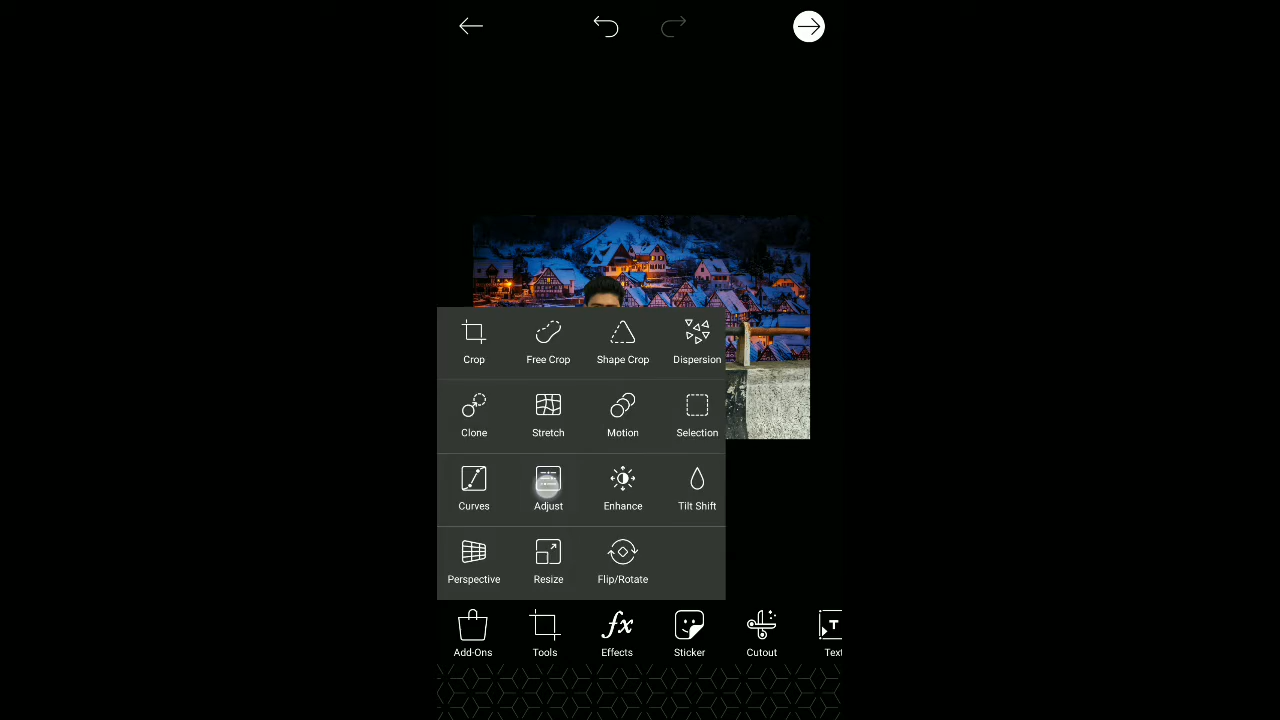 Crop Free Crop Shape Crop Dispersion
Clone Stretch Motion Selection
Curves Adjust Enhance Tilt Shift
Perspective Resize Flip/Rotate
fx T
Add-Ons Tools Effects Sticker Cutout Text